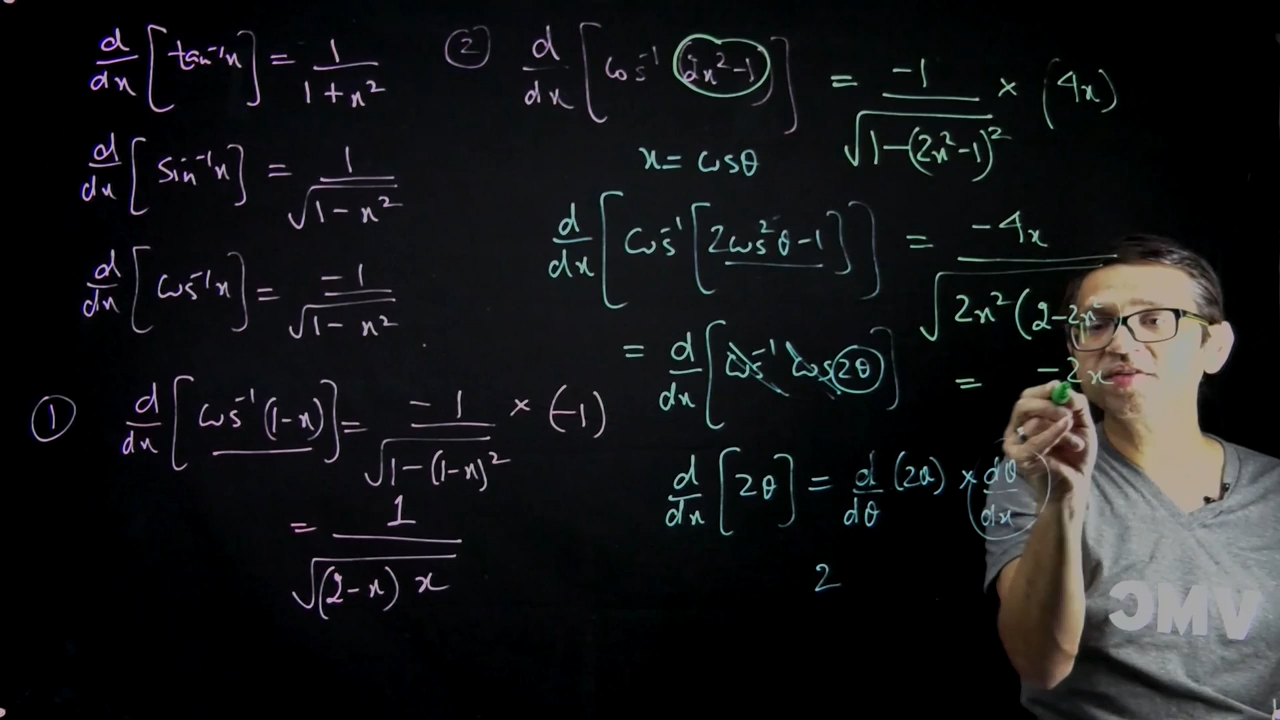 d/dx [tan⁻¹x] = 1/(1 + x²)
d/dx [sin⁻¹x] = 1/√(1 - x²)
d/dx [cos⁻¹x] = -1/√(1 - x²)
① d/dx [cos⁻¹(1-x)] = -1/√(1-(1-x)²) × (-1)
= 1/√((2-x) x)
② d/dx [cos⁻¹ (2x²-1)] = -1/√(1-(2x²-1)²) × (4x)
x = cosθ
d/dx [cos⁻¹ [2cos²θ-1]] = -4x/√(2x²(2-2x²
= d/dx [cos⁻¹ cos 2θ] = -2x
d/dx [2θ] = d/dθ (2θ) × dθ/dx
2
VMC